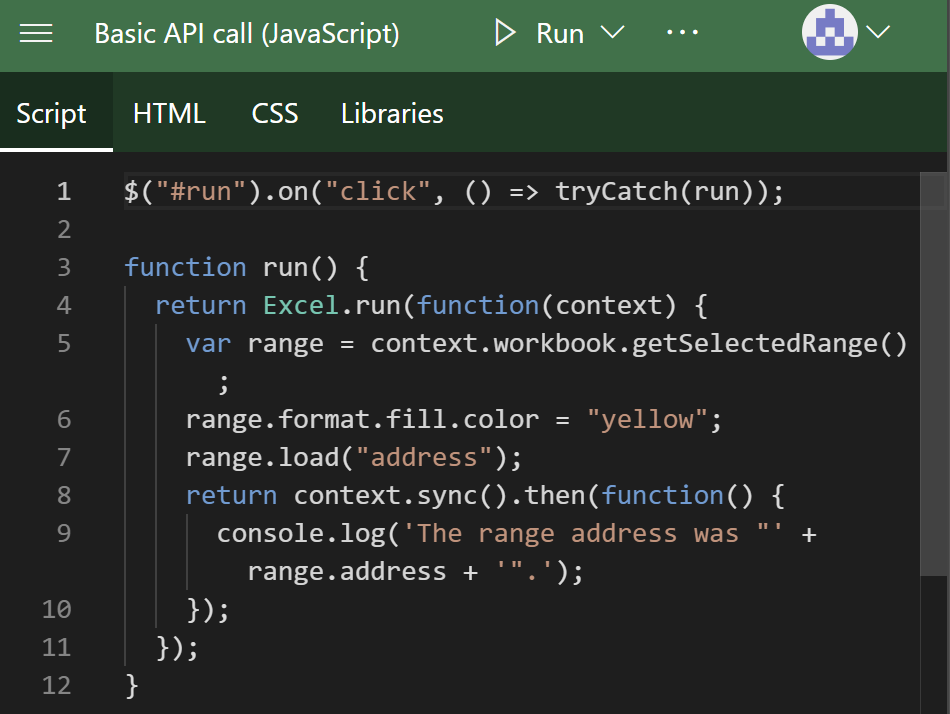 Basic API call (JavaScript) Run ...
Script HTML CSS Libraries
1 $("#run").on("click", () => tryCatch(run));
2
3 function run() {
4 return Excel.run(function(context) {
5 var range = context.workbook.getSelectedRange()
;
6 range.format.fill.color = "yellow";
7 range.load("address");
8 return context.sync().then(function() {
9 console.log('The range address was "' +
range.address + '".');
10 });
11 });
12 }